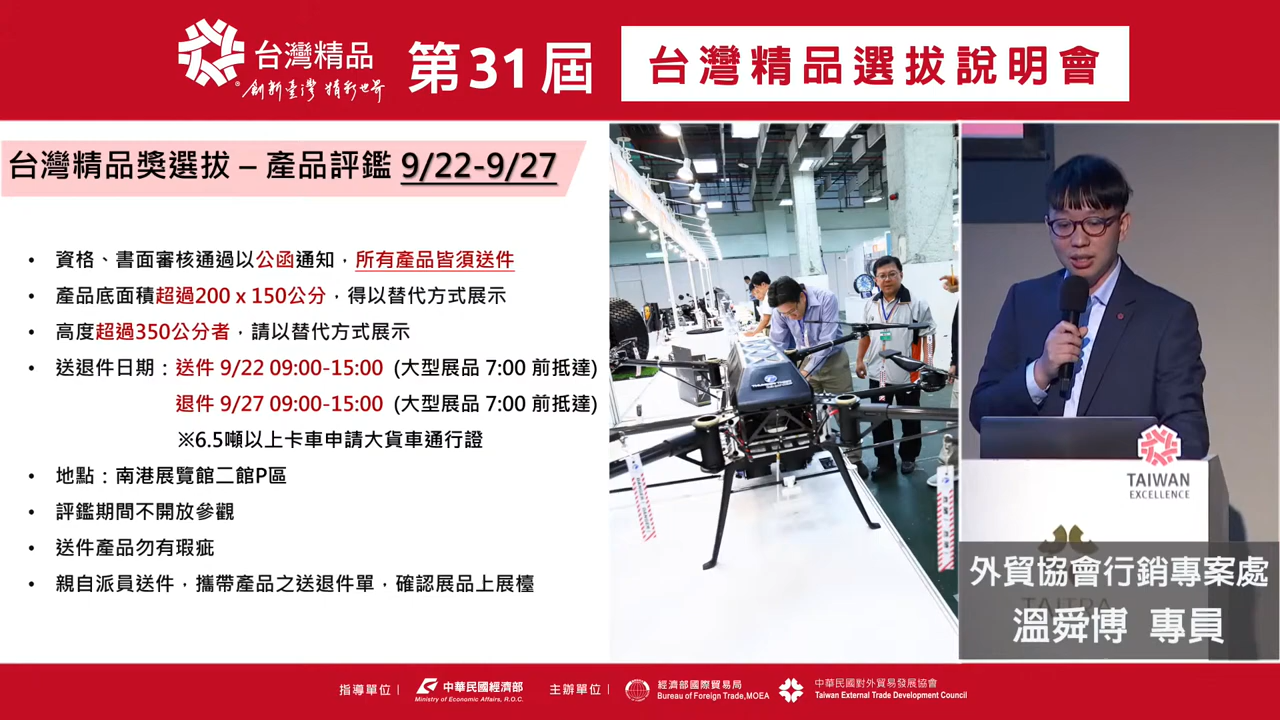 台灣精品
創新臺灣 精彩世界
第31屆
台灣精品選拔說明會
台灣精品獎選拔 – 產品評鑑 9/22-9/27
• 資格、書面審核通過以公函通知，所有產品皆須送件
• 產品底面積超過200 x 150公分，得以替代方式展示
• 高度超過350公分者，請以替代方式展示
• 送退件日期：送件 9/22 09:00-15:00 (大型展品 7:00 前抵達)
退件 9/27 09:00-15:00 (大型展品 7:00 前抵達)
※6.5噸以上卡車申請大貨車通行證
• 地點：南港展覽館二館P區
• 評鑑期間不開放參觀
• 送件產品勿有瑕疵
• 親自派員送件，攜帶產品之送退件單，確認展品上展檯
TAIWAN
EXCELLENCE
TAITRA
外貿協會行銷專案處
溫舜博 專員
指導單位 | 中華民國經濟部
Ministry of Economic Affairs, R.O.C.
主辦單位 | 經濟部國際貿易局
Bureau of Foreign Trade,MOEA
中華民國對外貿易發展協會
Taiwan External Trade Development Council